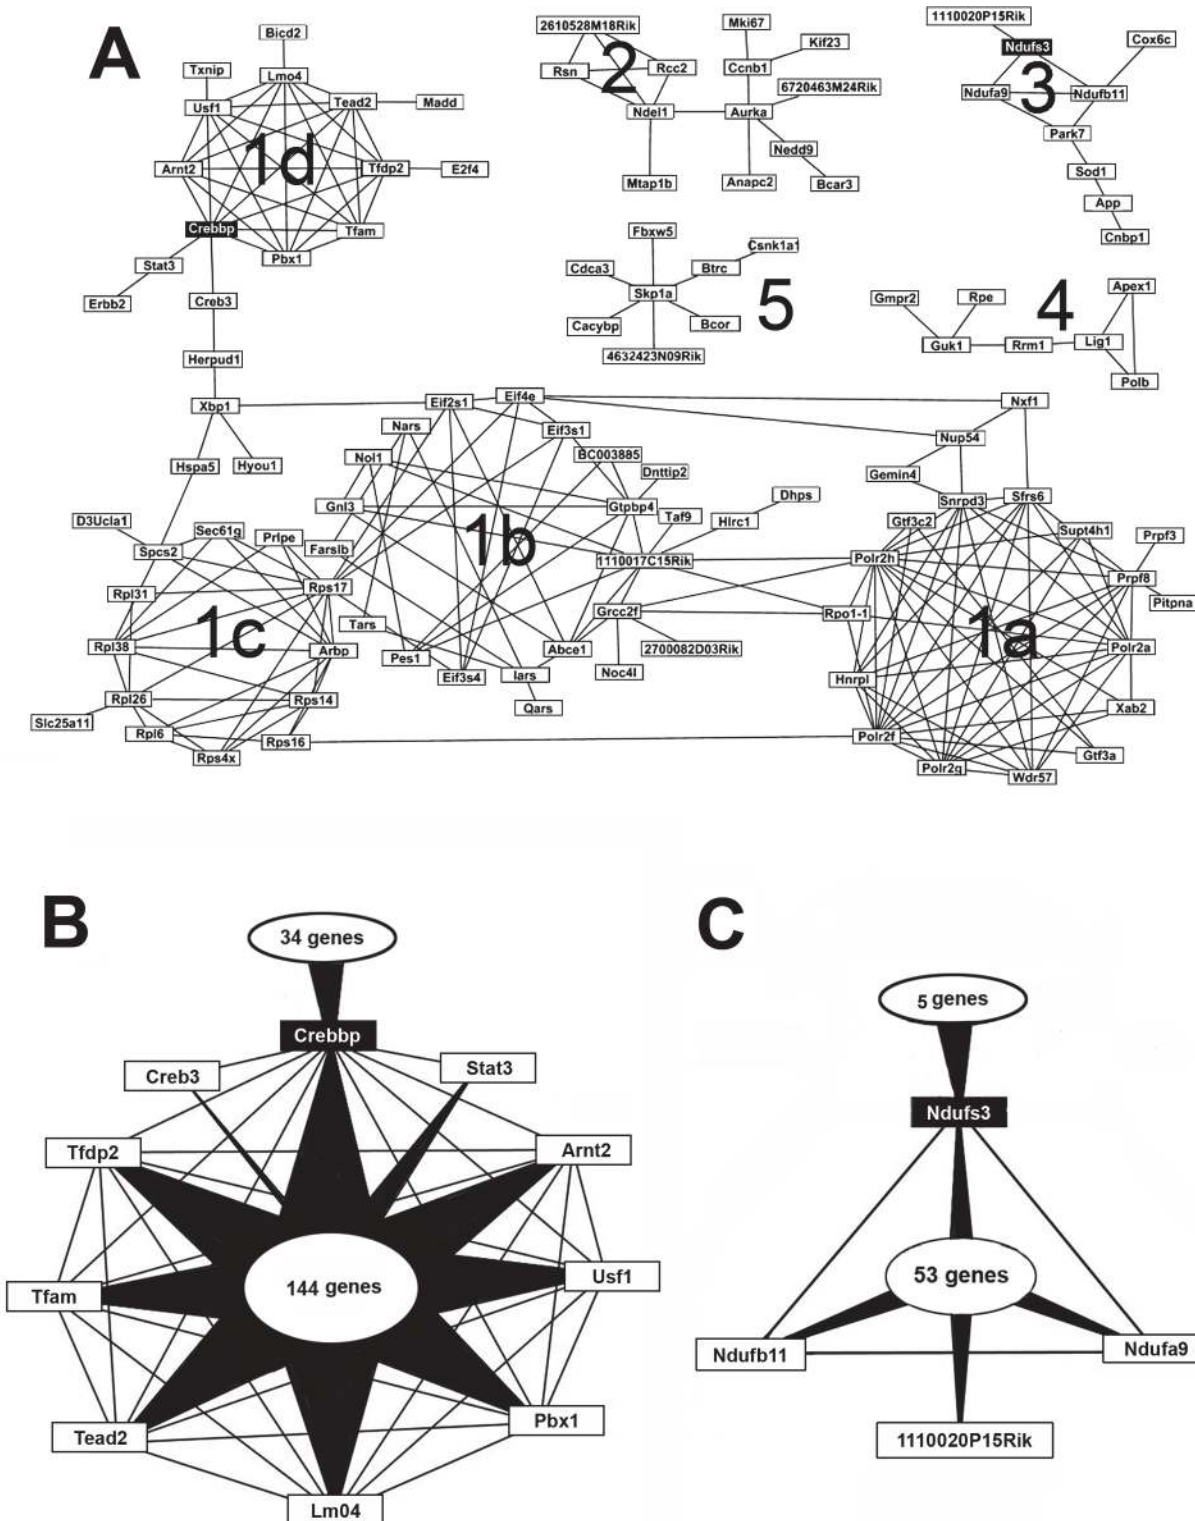 A
Bicd2
Txnip
Lmo4
Usf1
Tead2
Madd
1d
Arnt2
Tfdp2
E2f4
Crebbp
Tfam
Pbx1
Stat3
Erbb2
Creb3
Herpud1
Xbp1
Hspa5
Hyou1
2610528M18Rik
2
Rsn
Rcc2
Ndel1
Mtap1b
Mki67
Kif23
Ccnb1
6720463M24Rik
Aurka
Nedd9
Anapc2
Bcar3
1110020P15Rik
Ndufs3
Cox6c
3
Ndufa9
Ndufb11
Park7
Sod1
App
Cnbp1
Fbxw5
Csnk1a1
Cdca3
Btrc
Skp1a
5
Cacybp
Bcor
4632423N09Rik
Apex1
Gmpr2
Rpe
4
Guk1
Rrm1
Lig1
Polb
Eif2s1
Eif4e
Nxf1
Nars
Eif3s1
Nup54
Nol1
BC003885
Dnttip2
Gemin4
Gnl3
Gtpbp4
Taf9
Dhps
Hlrc1
1b
Farslb
1110017C15Rik
Tars
Grcc2f
Pes1
Abce1
2700082D03Rik
Eif3s4
Iars
Noc4l
Qars
D3Ucla1
Sec61g
Prlpe
Spcs2
Rpl31
Rps17
1c
Rpl38
Arbp
Rpl26
Rps14
Slc25a11
Rpl6
Rps16
Rps4x
Snrpd3
Sfrs6
Gtf3c2
Supt4h1
Prpf3
Polr2h
Prpf8
Pitpna
Rpo1-1
1a
Polr2a
Hnrpl
Xab2
Polr2f
Gtf3a
Polr2g
Wdr57
B
34 genes
Crebbp
Creb3
Stat3
Tfdp2
Arnt2
144 genes
Tfam
Usf1
Tead2
Pbx1
Lm04
C
5 genes
Ndufs3
53 genes
Ndufb11
Ndufa9
1110020P15Rik